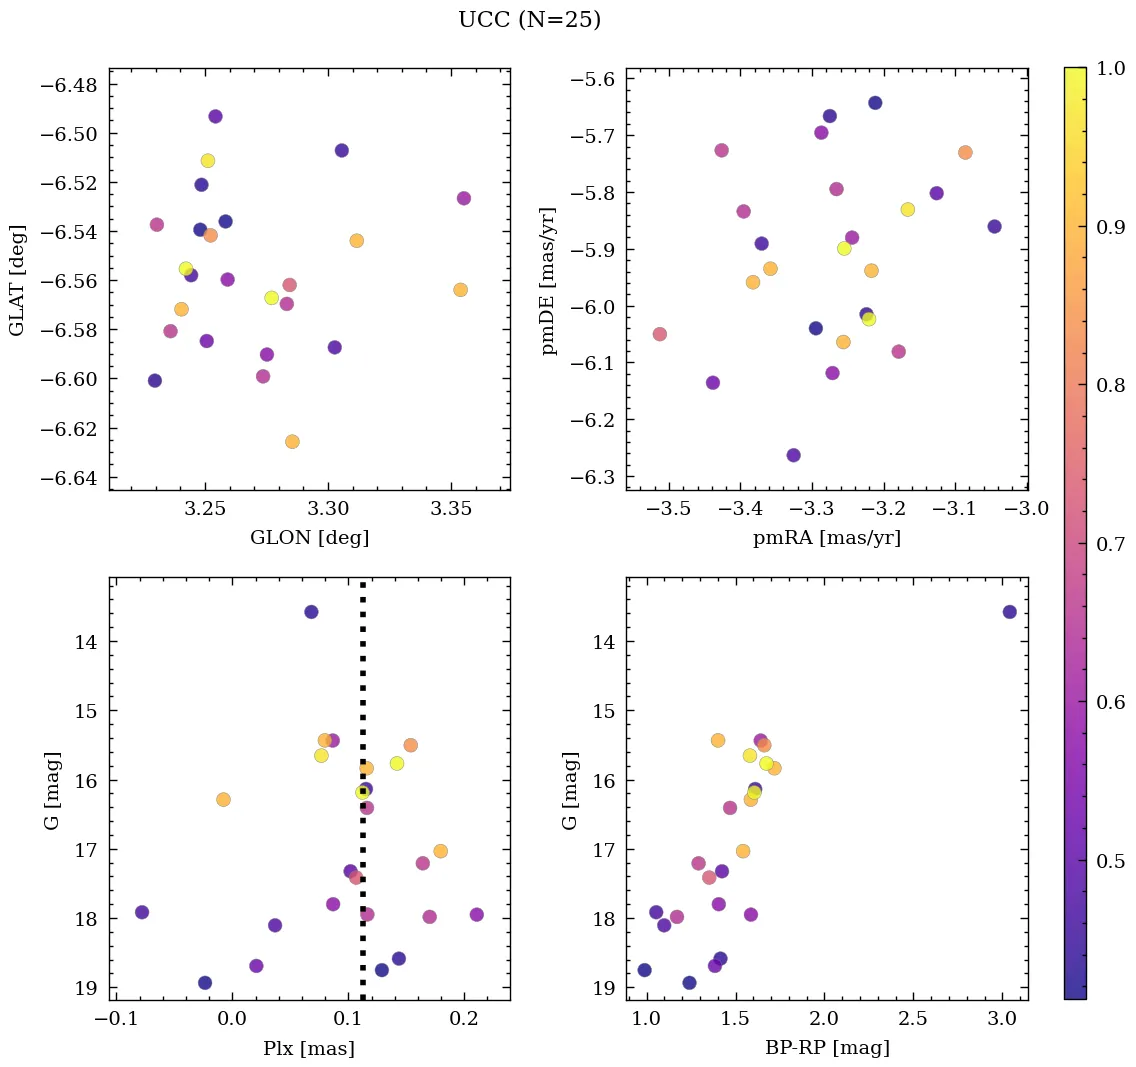 UCC (N=25)
−6.48
−6.50
−6.52
−6.54
−6.56
−6.58
−6.60
−6.62
−6.64
GLAT [deg]
3.25 3.30 3.35
GLON [deg]
−5.6
−5.7
−5.8
−5.9
−6.0
−6.1
−6.2
−6.3
pmDE [mas/yr]
−3.5 −3.4 −3.3 −3.2 −3.1 −3.0
pmRA [mas/yr]
14
15
16
17
18
19
G [mag]
−0.1 0.0 0.1 0.2
Plx [mas]
14
15
16
17
18
19
G [mag]
1.0 1.5 2.0 2.5 3.0
BP-RP [mag]
1.0
0.9
0.8
0.7
0.6
0.5